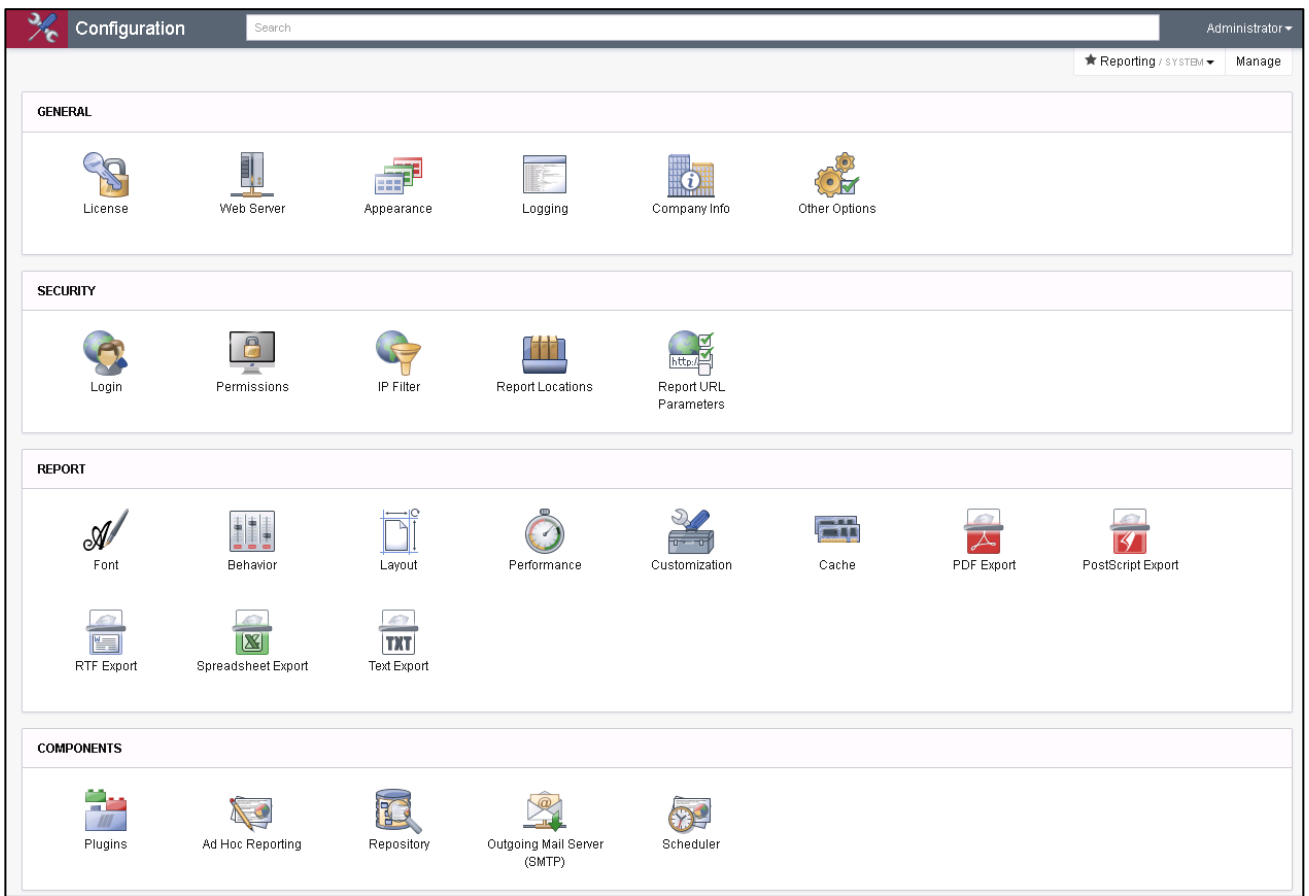 Configuration
Search
Administrator
Reporting / SYSTEM
Manage
GENERAL
License
Web Server
Appearance
Logging
Company Info
Other Options
SECURITY
Login
Permissions
IP Filter
Report Locations
http:/
Report URL
Parameters
REPORT
Font
Behavior
Layout
Performance
Customization
Cache
PDF Export
PostScript Export
TXT
RTF Export
Spreadsheet Export
Text Export
COMPONENTS
Plugins
Ad Hoc Reporting
Repository
Outgoing Mail Server
(SMTP)
Scheduler